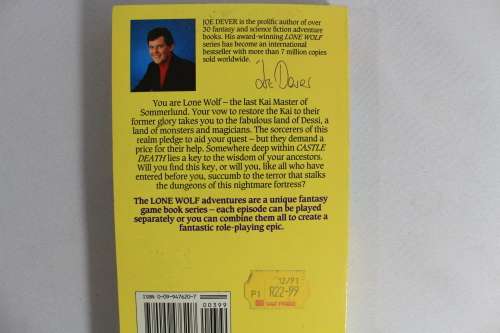 JOE DEVER is the prolific author of over
30 fantasy and science fiction adventure
books. His award-winning LONE WOLF
series has become an international
bestseller with more than 7 million copies
sold worldwide.
Joe Dever
You are Lone Wolf – the last Kai Master of
Sommerlund. Your vow to restore the Kai to their
former glory takes you to the fabulous land of Dessi, a
land of monsters and magicians. The sorcerers of this
realm pledge to aid your quest – but they demand a
price for their help. Somewhere deep within CASTLE
DEATH lies a key to the wisdom of your ancestors.
Will you find this key, or will you, like all who have
entered before you, succumb to the terror that stalks
the dungeons of this nightmare fortress?
The LONE WOLF adventures are a unique fantasy
game book series – each episode can be played
separately or you can combine them all to create a
fantastic role-playing epic.
ISBN 0-09-947620-7
00399
12/91
P1 R22-99